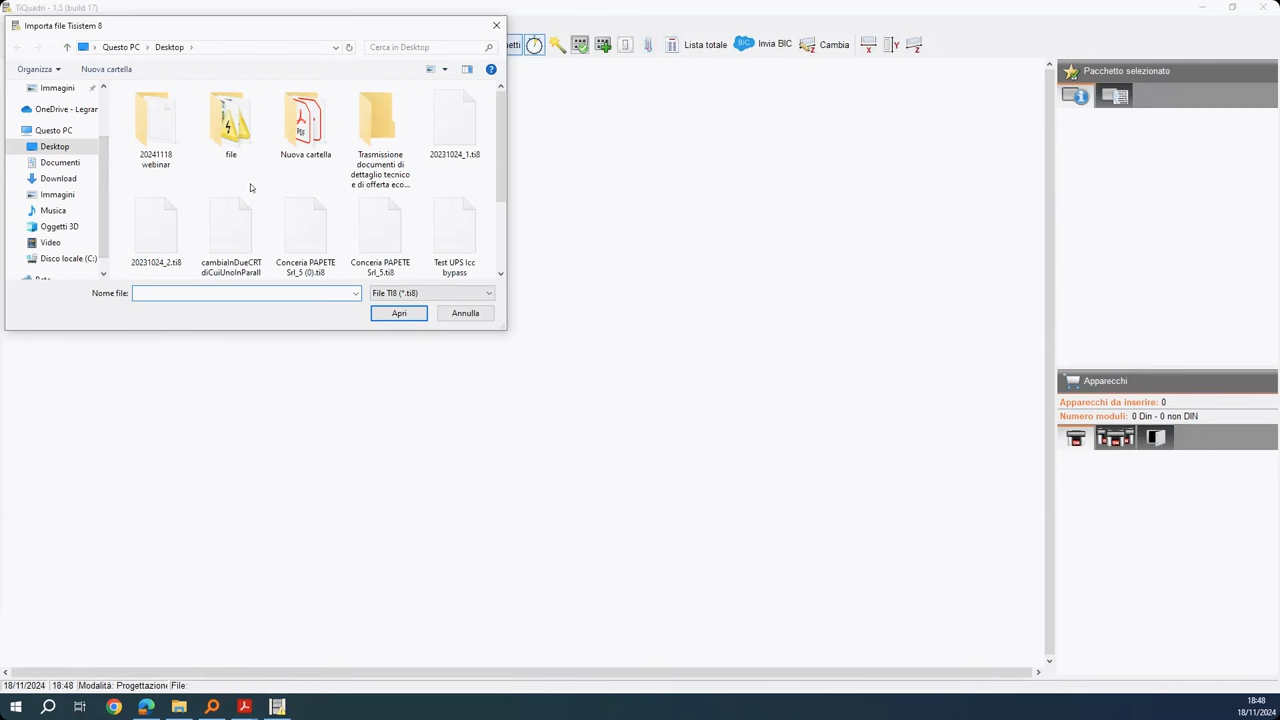 TiQuadri - 1.5 (build 17)
Importa file Tisistem 8
Questo PC
Desktop
Cerca in Desktop
Lista totale
Invia BIC
Cambia
Organizza
Nuova cartella
Immagini
OneDrive - Legran
Questo PC
Desktop
Documenti
Download
Immagini
Musica
Oggetti 3D
Video
Disco locale (C:)
20241118
webinar
file
Nuova cartella
Trasmissione
documenti di
dettaglio tecnico
e di offerta eco...
20231024_1.ti8
20231024_2.ti8
cambiaInDueCRT
diCuiUnoInParall
Conceria PAPETE
Srl_5 (0).ti8
Conceria PAPETE
Srl_5.ti8
Test UPS Icc
bypass
Nome file:
File TI8 (*.ti8)
Apri
Annulla
Pacchetto selezionato
Apparecchi
Apparecchi da inserire: 0
Numero moduli: 0 Din - 0 non DIN
18/11/2024
18:48
Modalità: Progettazion
File:
18:48
18/11/2024